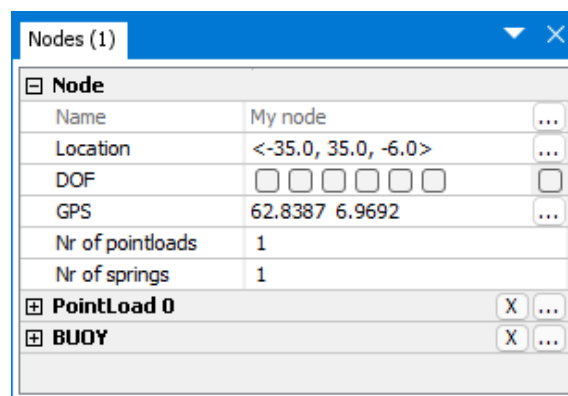 Nodes (1)
Node
Name My node ...
Location <-35.0, 35.0, -6.0> ...
DOF
GPS 62.8387 6.9692 ...
Nr of pointloads 1
Nr of springs 1
PointLoad 0 X ...
BUOY X ...